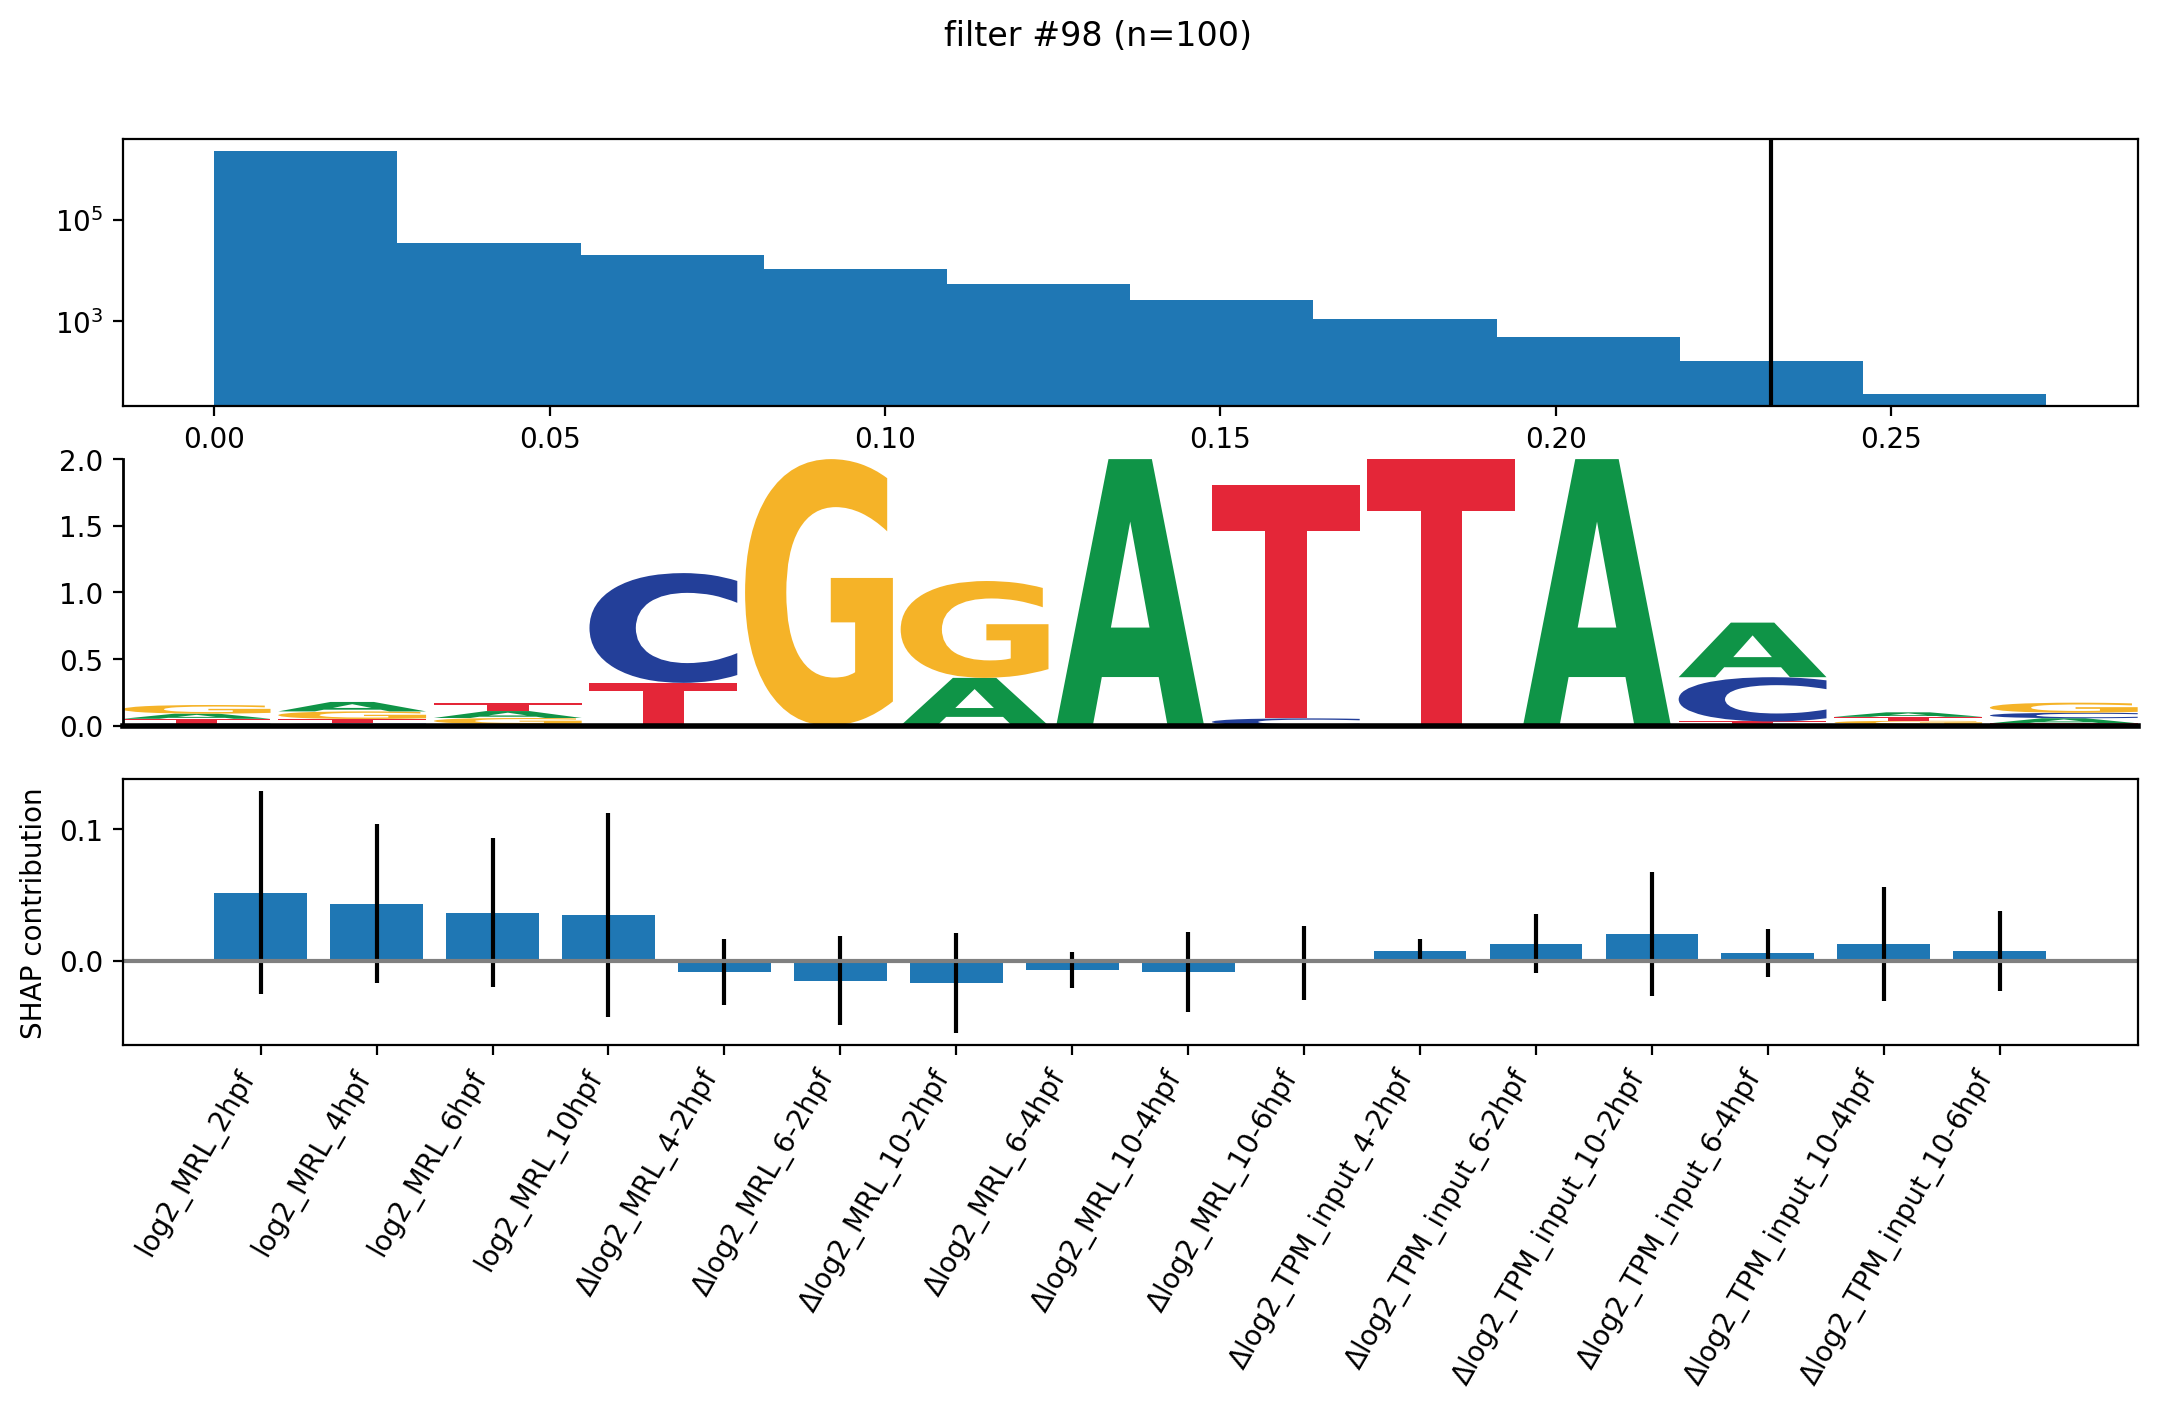 filter #98 (n=100)
10⁵
10³
0.00 0.05 0.10 0.15 0.20 0.25
2.0
1.5
1.0
0.5
0.0
G A T C G G A T T A A G
A G A T A C C T C
T T G C T A
SHAP contribution
0.1
0.0
log2_MRL_2hpf
log2_MRL_4hpf
log2_MRL_6hpf
log2_MRL_10hpf
Δlog2_MRL_4-2hpf
Δlog2_MRL_6-2hpf
Δlog2_MRL_10-2hpf
Δlog2_MRL_6-4hpf
Δlog2_MRL_10-4hpf
Δlog2_MRL_10-6hpf
Δlog2_TPM_input_4-2hpf
Δlog2_TPM_input_6-2hpf
Δlog2_TPM_input_10-2hpf
Δlog2_TPM_input_6-4hpf
Δlog2_TPM_input_10-4hpf
Δlog2_TPM_input_10-6hpf